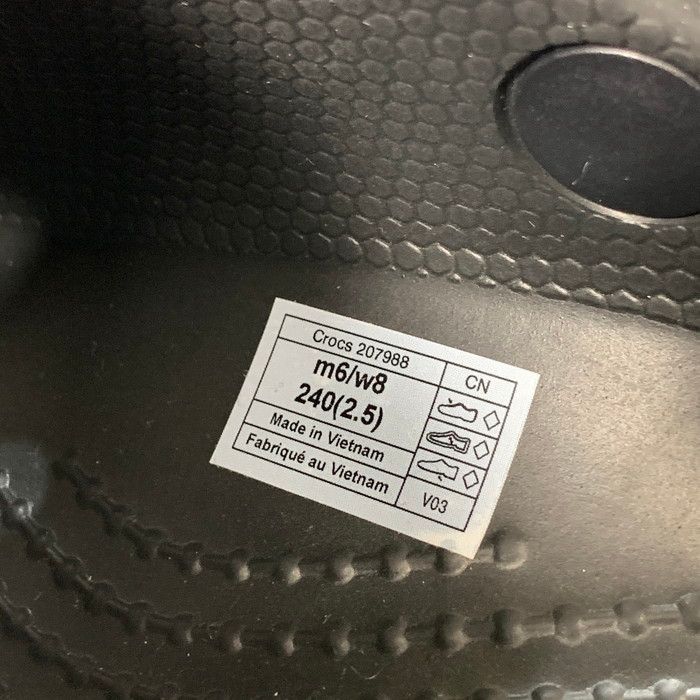 Crocs 207988
CN
m6/w8
240(2.5)
Made in Vietnam
Fabriqué au Vietnam
V03